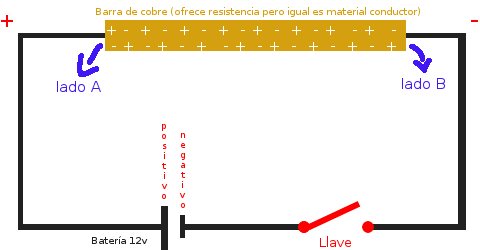 Barra de cobre (ofrece resistencia pero igual es material conductor)
+ -
+ - + - + - + - + - + - + -
- + - + - + - + - + - + - +
lado A
lado B
positivo
negativo
Batería 12v
Llave